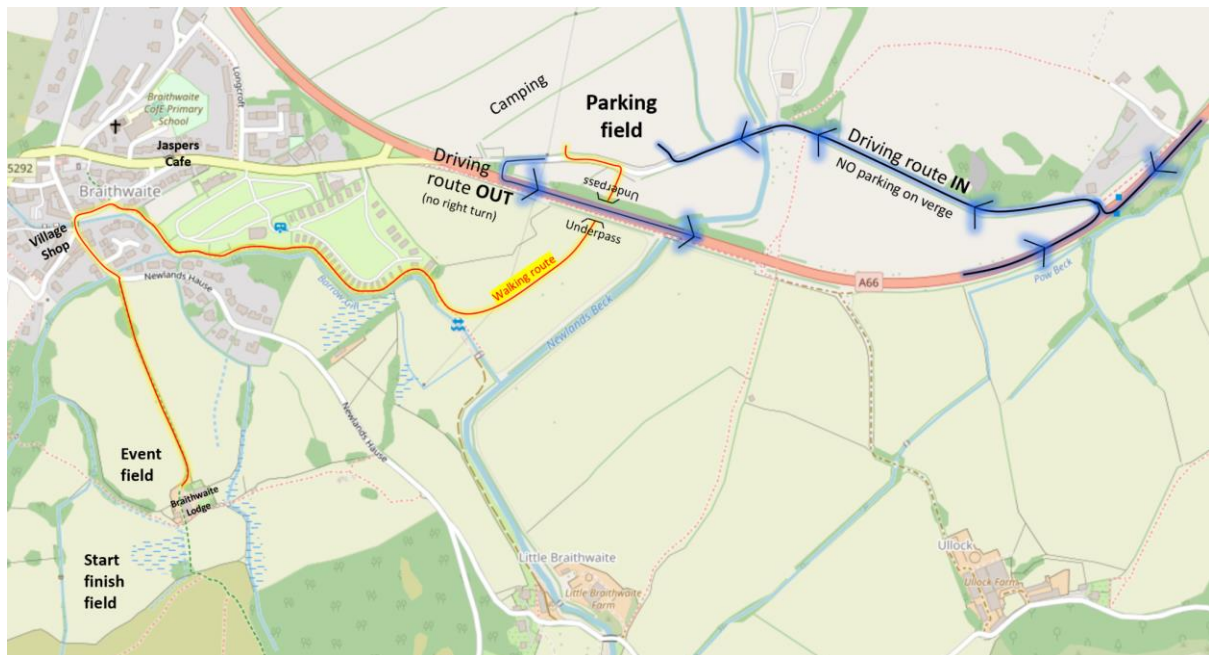 Camping
Parking
field
Longcroft
Braithwaite
CofE Primary
School
Jaspers
Cafe
5292
Braithwaite
Driving
route OUT
(no right turn)
Underpass
Underpass
Driving route IN
NO parking on verge
Village
Shop
Newlands Hause
Barrow Gill
Walking route
Newlands Beck
A66
Pow Beck
Newlands Hause
Event
field
Braithwaite
Lodge
Start
finish
field
Little Braithwaite
Little Braithwaite
Farm
Ullock
Ullock Farm